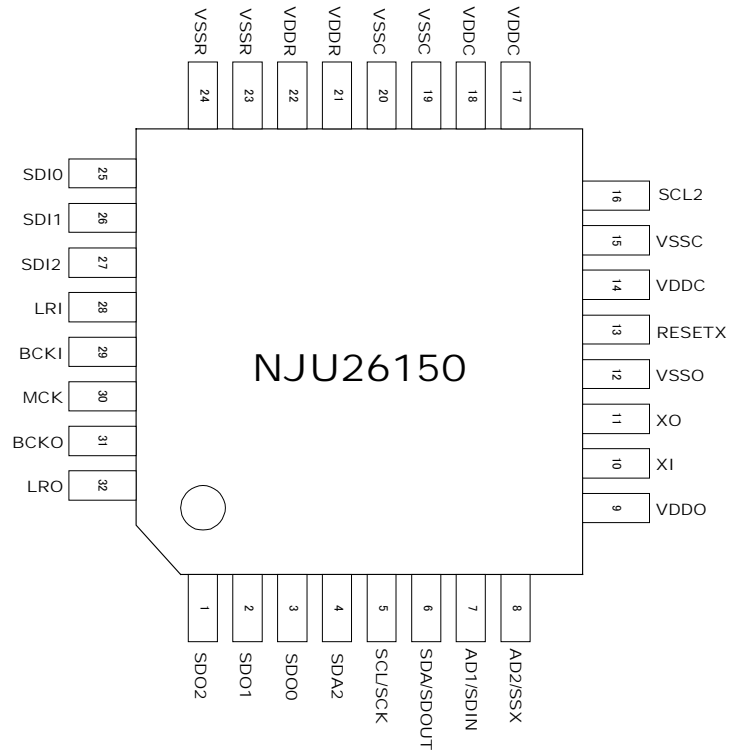 VSSR
VSSR
VDDR
VDDR
VSSC
VSSC
VDDC
VDDC
24
23
22
21
20
19
18
17
SDI0 25
SDI1 26
SDI2 27
LRI 28
BCKI 29
MCK 30
BCKO 31
LRO 32
NJU26150
16 SCL2
15 VSSC
14 VDDC
13 RESETX
12 VSSO
11 XO
10 XI
9 VDDO
1
2
3
4
5
6
7
8
SDO2
SDO1
SDO0
SDA2
SCL/SCK
SDA/SDOUT
AD1/SDIN
AD2/SSX